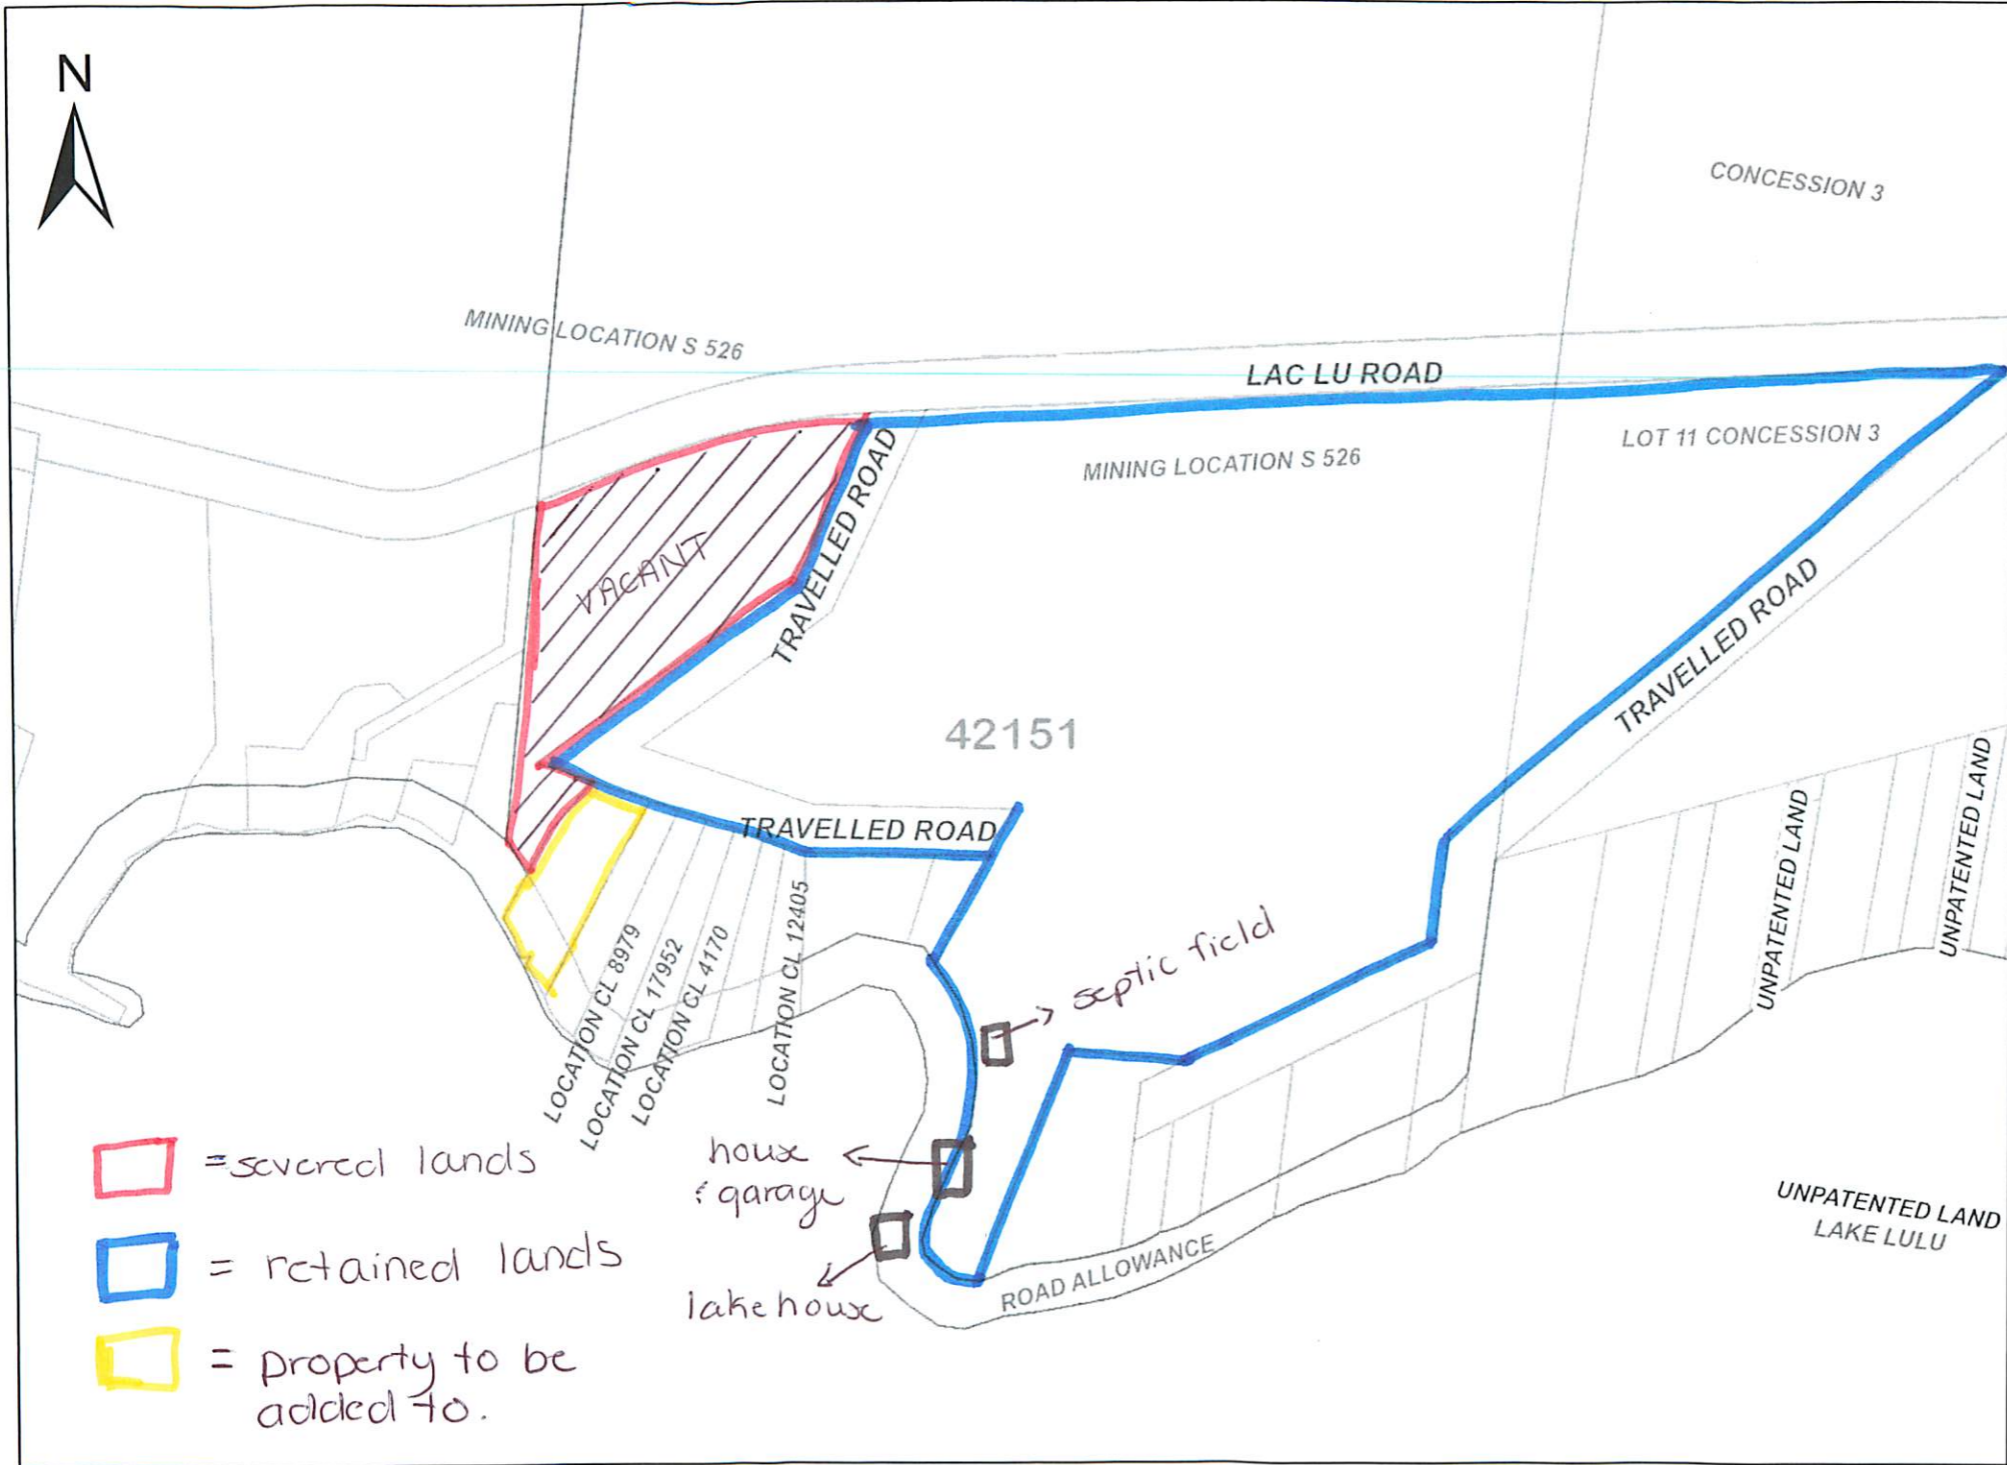 N
CONCESSION 3
MINING LOCATION S 526
LAC LU ROAD
LOT 11 CONCESSION 3
MINING LOCATION S 526
TRAVELLED ROAD
VACANT
TRAVELLED ROAD
42151
TRAVELLED ROAD
UNPATENTED LAND
UNPATENTED LAND
LOCATION CL 8979
LOCATION CL 17952
LOCATION CL 4170
LOCATION CL 12405
septic field
house
& garage
lake house
ROAD ALLOWANCE
UNPATENTED LAND
LAKE LULU
= severed lands
= retained lands
= property to be
added to.